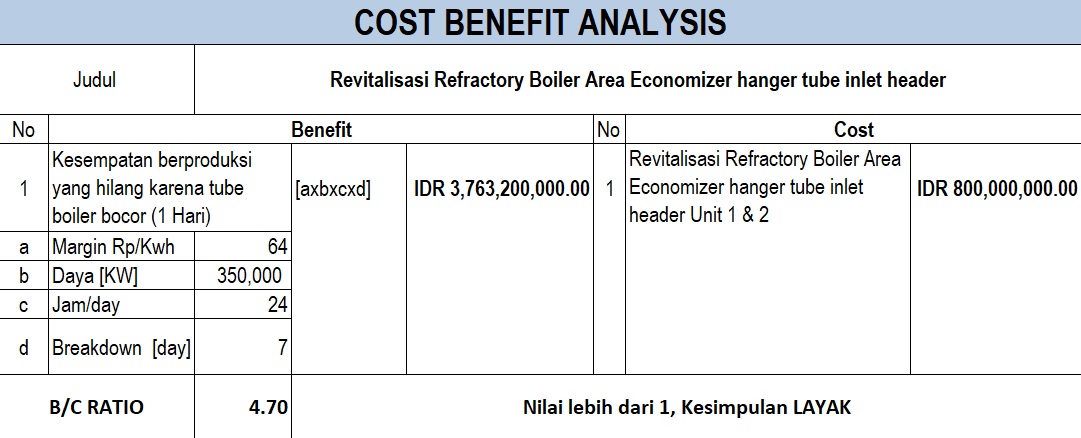 COST BENEFIT ANALYSIS
Judul Revitalisasi Refractory Boiler Area Economizer hanger tube inlet header
No Benefit No Cost
1 Kesempatan berproduksi yang hilang karena tube boiler bocor (1 Hari) [axbxcxd] IDR 3,763,200,000.00 1 Revitalisasi Refractory Boiler Area Economizer hanger tube inlet header Unit 1 & 2 IDR 800,000,000.00
a Margin Rp/Kwh 64
b Daya [KW] 350,000
c Jam/day 24
d Breakdown [day] 7
B/C RATIO 4.70 Nilai lebih dari 1, Kesimpulan LAYAK